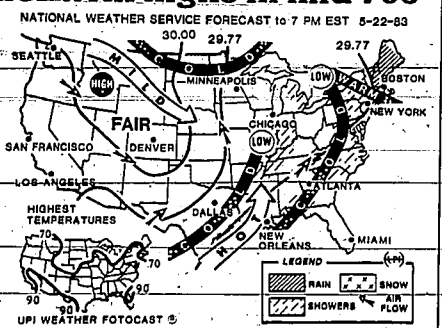 NATIONAL WEATHER SERVICE FORECAST to 7 PM EST 5-22-83
30.00 29.77
SEATTLE
COLD
29.77
MILD
MINNEAPOLIS
LOW
BOSTON
HIGH
WARM
NEW YORK
FAIR
CHICAGO
LOW
SAN FRANCISCO
DENVER
COLD
LOS ANGELES
COLD
ATLANTA
HIGHEST
TEMPERATURES
DALLAS
HOT
NEW
ORLEANS
MIAMI
70
70
90
90
90
LEGEND
UPI
RAIN
SNOW
SHOWERS
AIR
FLOW
UPI WEATHER FOTOCAST ®